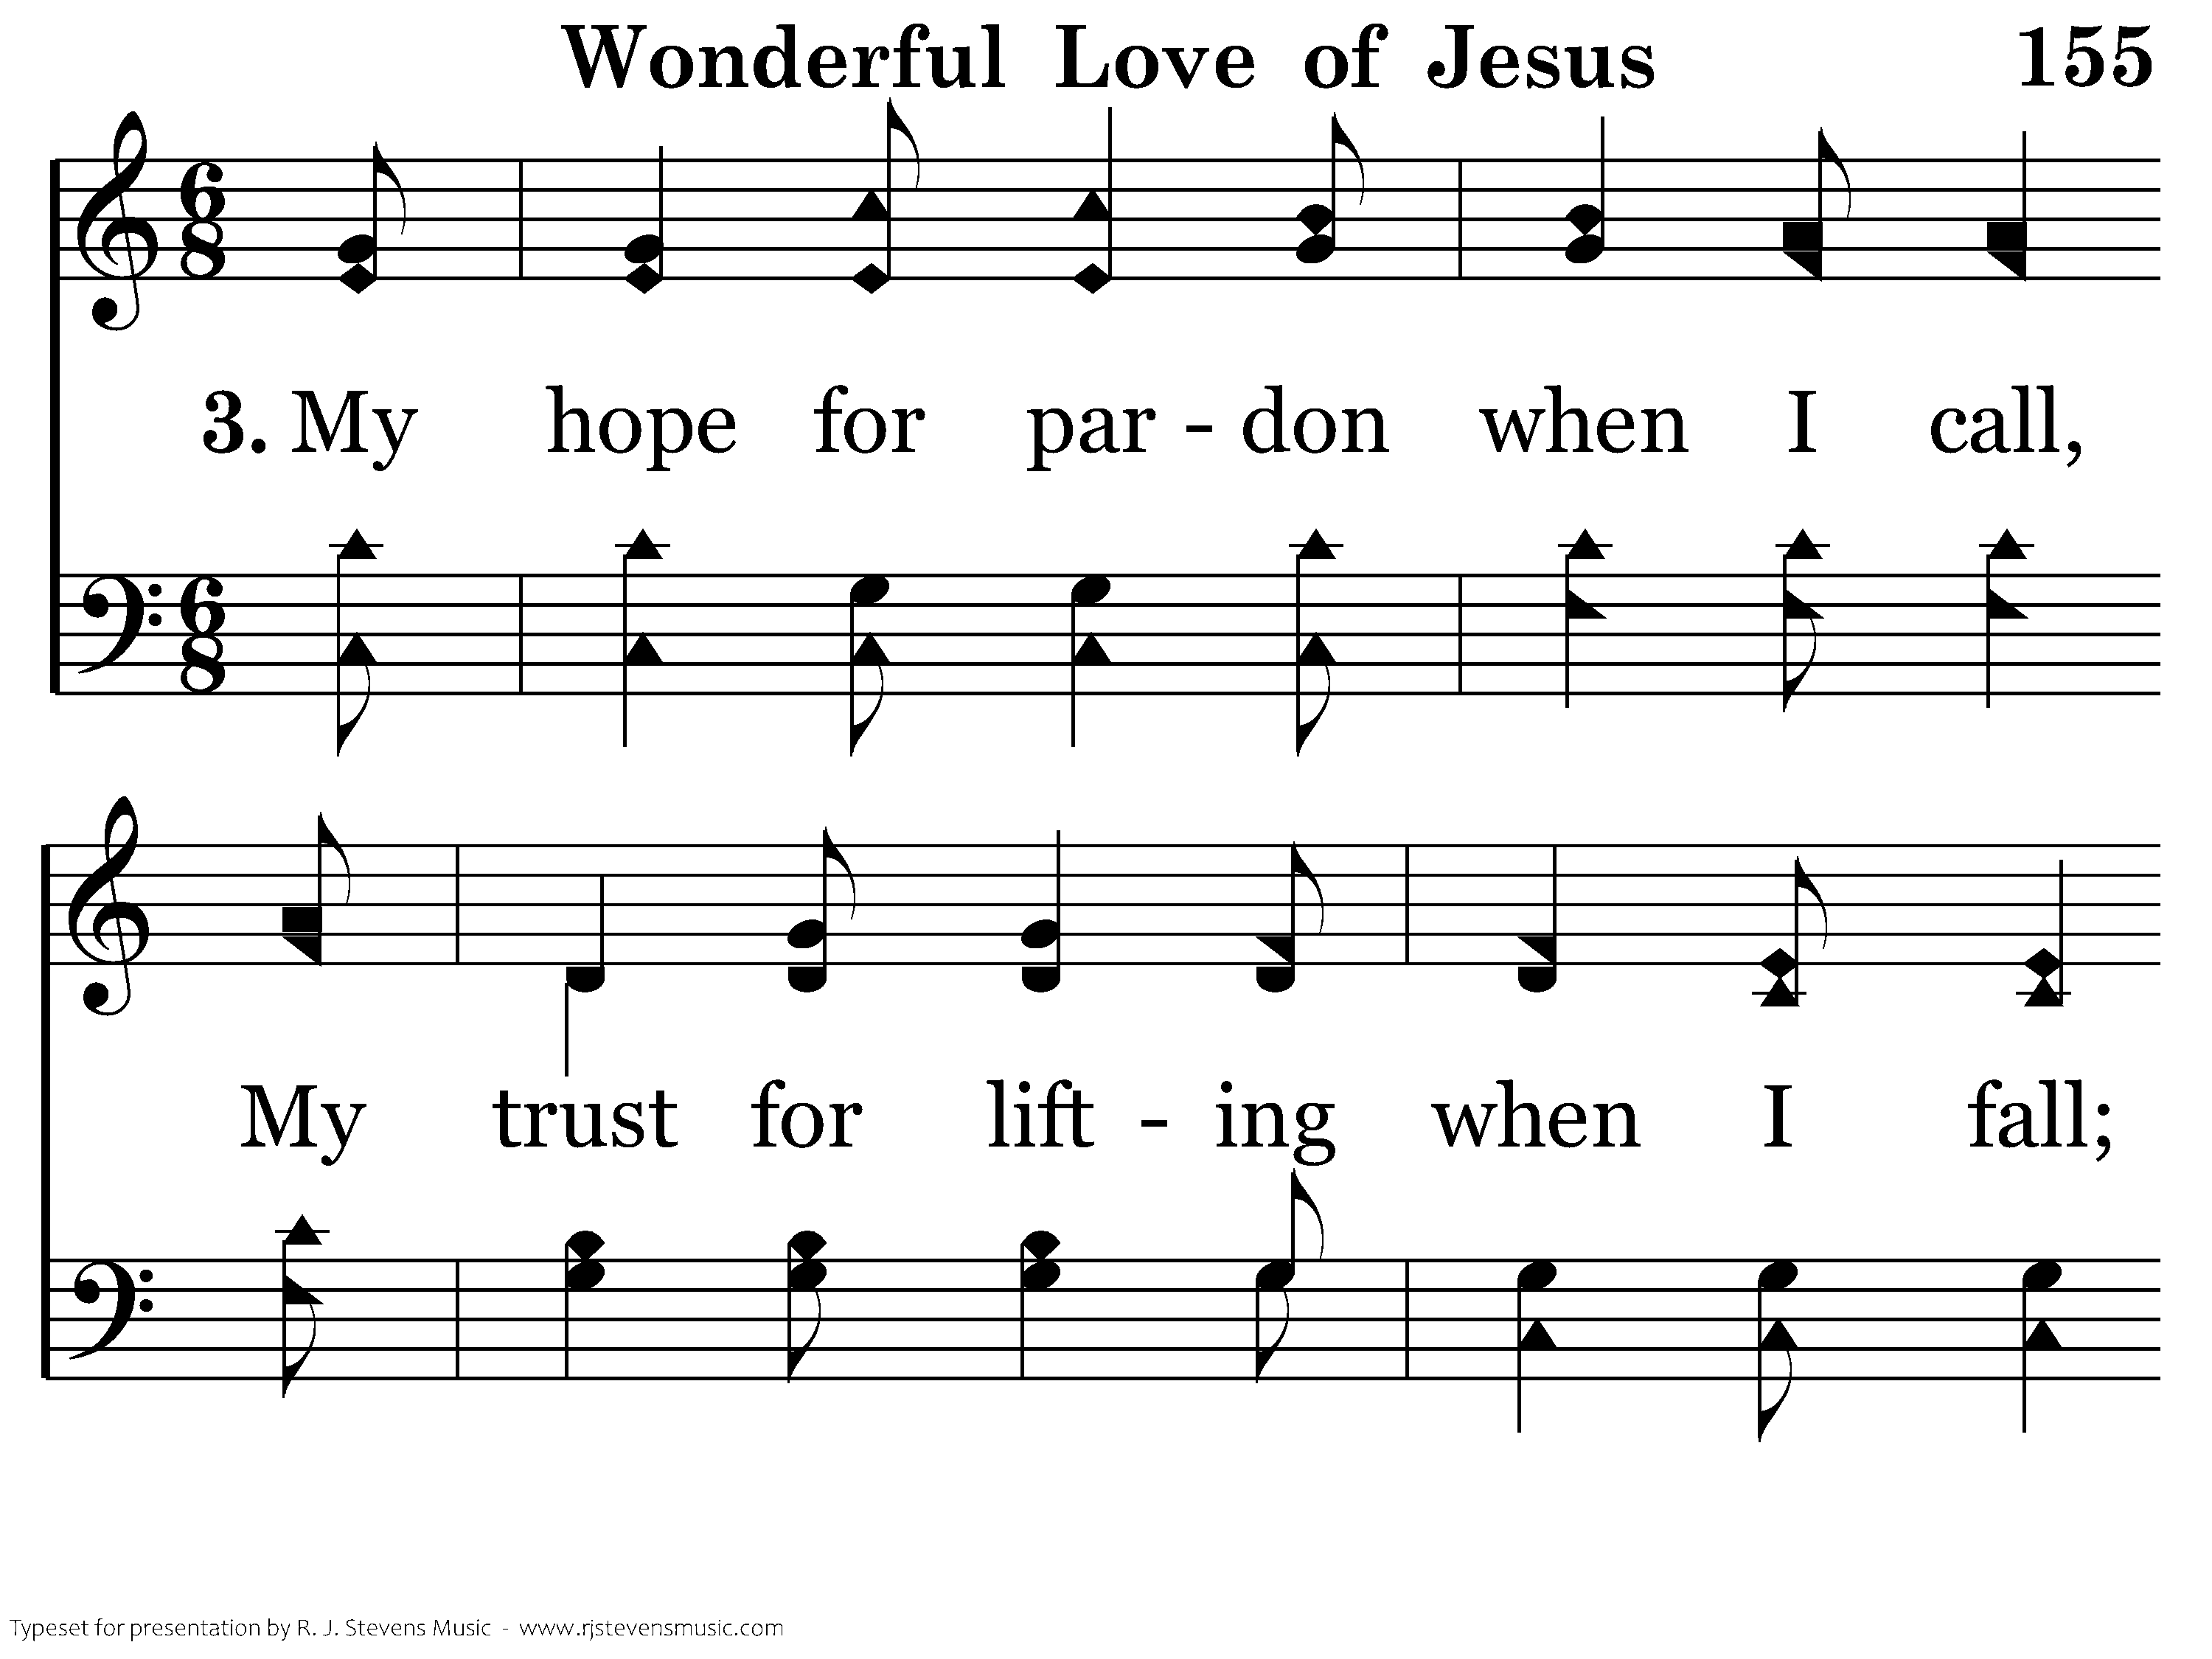 Wonderful Love of Jesus 155
3. My hope for par - don when I call,
My trust for lift - ing when I fall;
Typeset for presentation by R. J. Stevens Music - www.rjstevensmusic.com